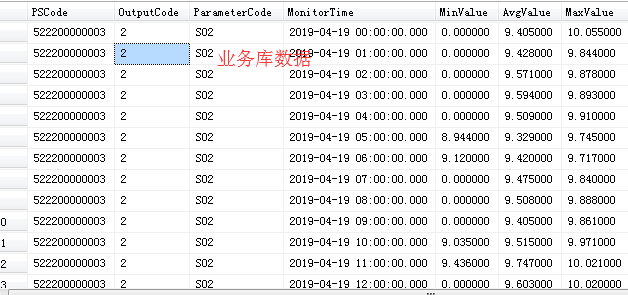 PSCode OutputCode ParameterCode MonitorTime MinValue AvgValue MaxValue
522200000003 2 S02 2019-04-19 00:00:00.000 0.000000 9.405000 10.055000
522200000003 2 S02 2019-04-19 01:00:00.000 0.000000 9.428000 9.844000
业务库数据
522200000003 2 S02 2019-04-19 02:00:00.000 0.000000 9.571000 9.878000
522200000003 2 S02 2019-04-19 03:00:00.000 0.000000 9.594000 9.893000
522200000003 2 S02 2019-04-19 04:00:00.000 0.000000 9.509000 9.910000
522200000003 2 S02 2019-04-19 05:00:00.000 8.944000 9.329000 9.745000
522200000003 2 S02 2019-04-19 06:00:00.000 9.120000 9.420000 9.717000
522200000003 2 S02 2019-04-19 07:00:00.000 0.000000 9.475000 9.840000
522200000003 2 S02 2019-04-19 08:00:00.000 0.000000 9.508000 9.888000
0 522200000003 2 S02 2019-04-19 09:00:00.000 0.000000 9.405000 9.861000
1 522200000003 2 S02 2019-04-19 10:00:00.000 9.035000 9.515000 9.971000
2 522200000003 2 S02 2019-04-19 11:00:00.000 9.436000 9.747000 10.021000
3 522200000003 2 S02 2019-04-19 12:00:00.000 0.000000 9.603000 10.020000